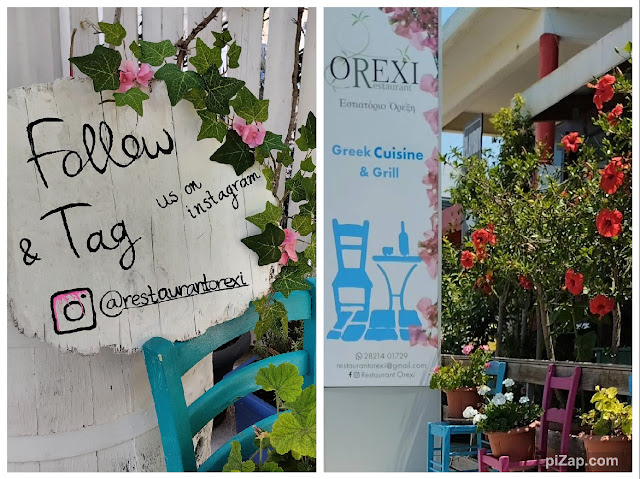 Follow
us on
instagram
& Tag
@restaurantorexi
OREXI
Restaurant
Εστιατόριο Ορεξη
Greek Cuisine
& Grill
28214 01729
restaurantorexi@gmail.com
Restaurant Orexi
piZap.com